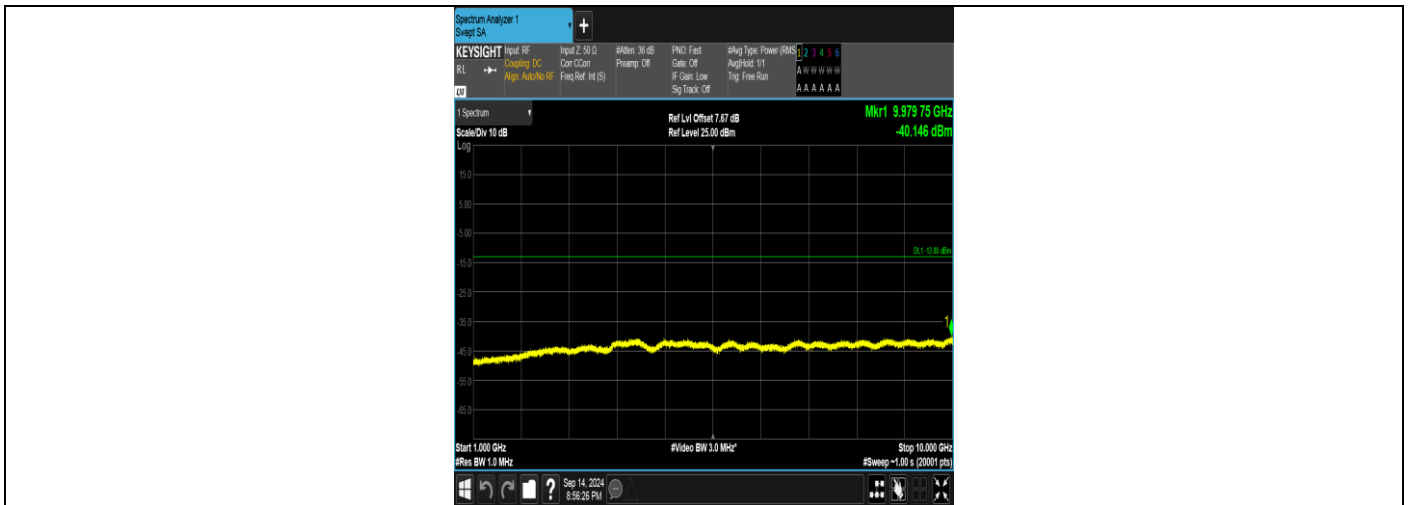 Spectrum Analyzer 1
Swept SA
+
KEYSIGHT Input: RF Input Z: 50 Ω #Atten: 36 dB PNO: Fast #Avg Type: Power (RMS 1 2 3 4 5 6
Coupling: DC Corr CCorr Preamp: Off Gate: Off Avg|Hold: 1/1
RL Align: Auto/No RF Freq Ref: Int (S) IF Gain: Low Trig: Free Run A W W W W W
LXI Sig Track: Off A A A A A A
1 Spectrum Ref Lvl Offset 7.67 dB Mkr1 9.979 75 GHz
Scale/Div 10 dB Ref Level 25.00 dBm -40.146 dBm
Log
15.0
5.00
-5.00
DL1 -13.00 dBm
-15.0
-25.0
-35.0
1
-45.0
-55.0
-65.0
Start 1.000 GHz #Video BW 3.0 MHz* Stop 10.000 GHz
#Res BW 1.0 MHz #Sweep ~1.00 s (20001 pts)
? Sep 14, 2024
8:56:26 PM